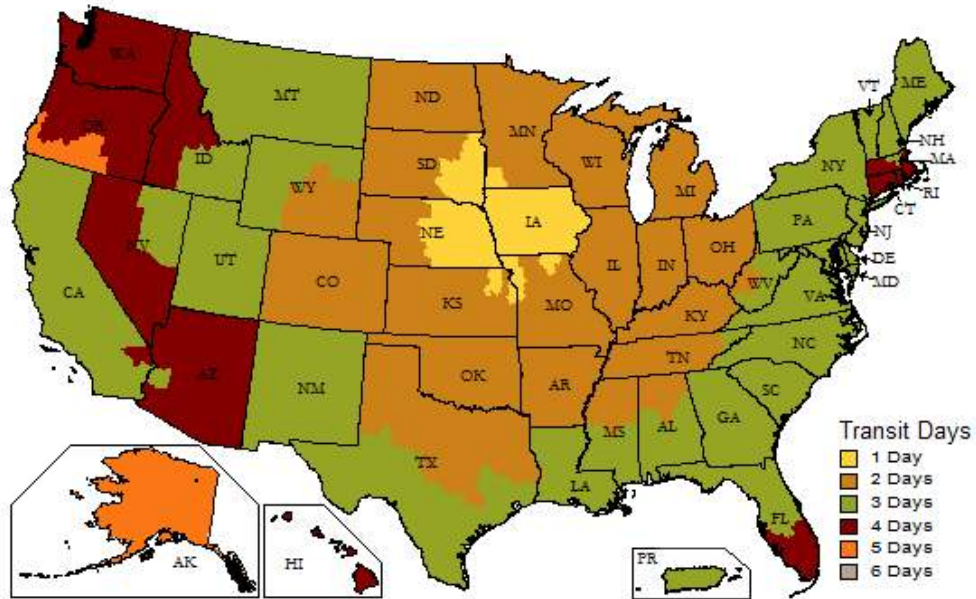 WA
MT
ND
MN
VT
ME
OR
ID
SD
WI
NH
MA
WY
MI
NY
RI
CT
NV
NE
IA
PA
NJ
UT
CO
IL
IN
OH
DE
CA
KS
MO
WV
VA
MD
KY
AZ
NM
OK
AR
TN
NC
SC
TX
MS
AL
GA
LA
FL
AK
HI
PR
Transit Days
1 Day
2 Days
3 Days
4 Days
5 Days
6 Days